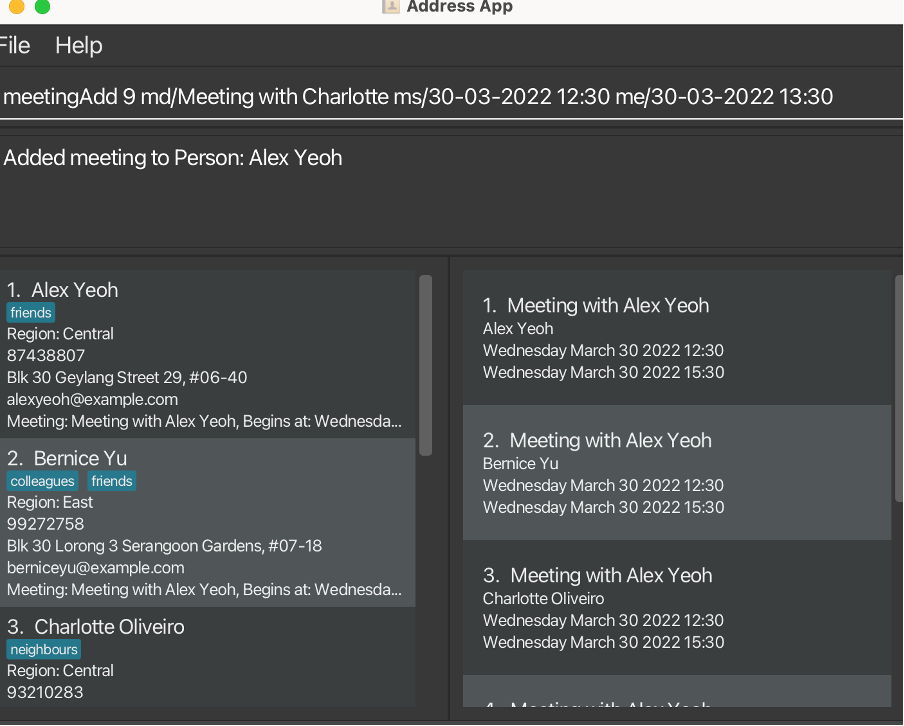 Address App
File Help
meetingAdd 9 md/Meeting with Charlotte ms/30-03-2022 12:30 me/30-03-2022 13:30
Added meeting to Person: Alex Yeoh
1. Alex Yeoh
friends
Region: Central
87438807
Blk 30 Geylang Street 29, #06-40
alexyeoh@example.com
Meeting: Meeting with Alex Yeoh, Begins at: Wednesda...
2. Bernice Yu
colleagues friends
Region: East
99272758
Blk 30 Lorong 3 Serangoon Gardens, #07-18
berniceyu@example.com
Meeting: Meeting with Alex Yeoh, Begins at: Wednesda...
3. Charlotte Oliveiro
neighbours
Region: Central
93210283
1. Meeting with Alex Yeoh
Alex Yeoh
Wednesday March 30 2022 12:30
Wednesday March 30 2022 15:30
2. Meeting with Alex Yeoh
Bernice Yu
Wednesday March 30 2022 12:30
Wednesday March 30 2022 15:30
3. Meeting with Alex Yeoh
Charlotte Oliveiro
Wednesday March 30 2022 12:30
Wednesday March 30 2022 15:30
4. Meeting with Alex Yeoh